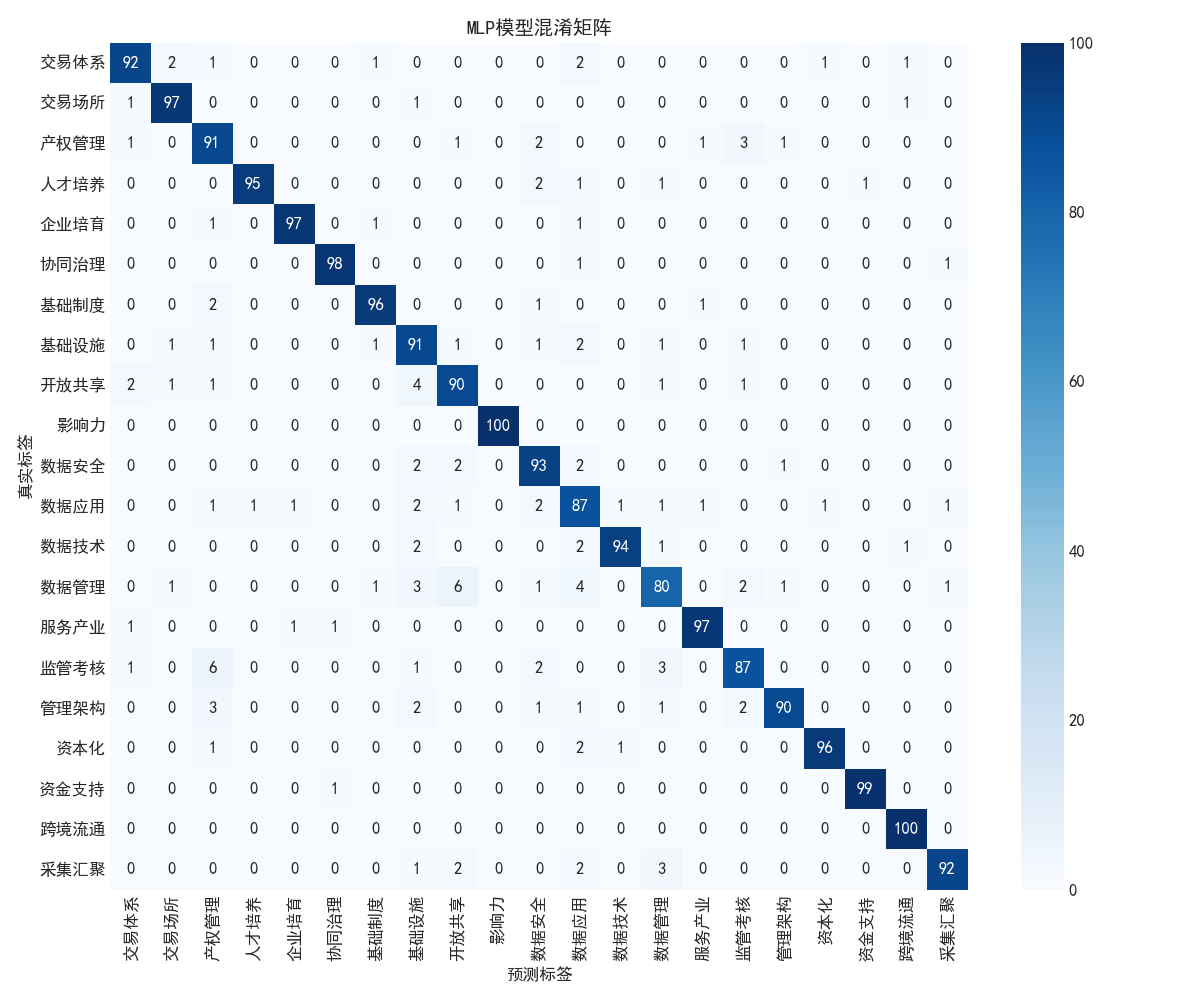 MLP模型混淆矩阵
交易体系 92 2 1 0 0 0 1 0 0 0 0 2 0 0 0 0 0 1 0 1 0
交易场所 1 97 0 0 0 0 0 1 0 0 0 0 0 0 0 0 0 0 0 1 0
产权管理 1 0 91 0 0 0 0 0 1 0 2 0 0 0 1 3 1 0 0 0 0
人才培养 0 0 0 95 0 0 0 0 0 0 2 1 0 1 0 0 0 0 1 0 0
企业培育 0 0 1 0 97 0 1 0 0 0 0 1 0 0 0 0 0 0 0 0 0
协同治理 0 0 0 0 0 98 0 0 0 0 0 1 0 0 0 0 0 0 0 0 1
基础制度 0 0 2 0 0 0 96 0 0 0 1 0 0 0 1 0 0 0 0 0 0
基础设施 0 1 1 0 0 0 1 91 1 0 1 2 0 1 0 1 0 0 0 0 0
开放共享 2 1 1 0 0 0 0 4 90 0 0 0 0 1 0 1 0 0 0 0 0
影响力 0 0 0 0 0 0 0 0 0 100 0 0 0 0 0 0 0 0 0 0 0
数据安全 0 0 0 0 0 0 0 2 2 0 93 2 0 0 0 0 1 0 0 0 0
数据应用 0 0 1 1 1 0 0 2 1 0 2 87 1 1 1 0 0 1 0 0 1
数据技术 0 0 0 0 0 0 0 2 0 0 0 2 94 1 0 0 0 0 0 1 0
数据管理 0 1 0 0 0 0 1 3 6 0 1 4 0 80 0 2 1 0 0 0 1
服务产业 1 0 0 0 1 1 0 0 0 0 0 0 0 0 97 0 0 0 0 0 0
监管考核 1 0 6 0 0 0 0 1 0 0 2 0 0 3 0 87 0 0 0 0 0
管理架构 0 0 3 0 0 0 0 2 0 0 1 1 0 1 0 2 90 0 0 0 0
资本化 0 0 1 0 0 0 0 0 0 0 0 2 1 0 0 0 0 96 0 0 0
资金支持 0 0 0 0 0 1 0 0 0 0 0 0 0 0 0 0 0 0 99 0 0
跨境流通 0 0 0 0 0 0 0 0 0 0 0 0 0 0 0 0 0 0 0 100 0
采集汇聚 0 0 0 0 0 0 0 1 2 0 0 2 0 3 0 0 0 0 0 0 92
真实标签
交易体系 交易场所 产权管理 人才培养 企业培育 协同治理 基础制度 基础设施 开放共享 影响力 数据安全 数据应用 数据技术 数据管理 服务产业 监管考核 管理架构 资本化 资金支持 跨境流通 采集汇聚
预测标签
100
80
60
40
20
0